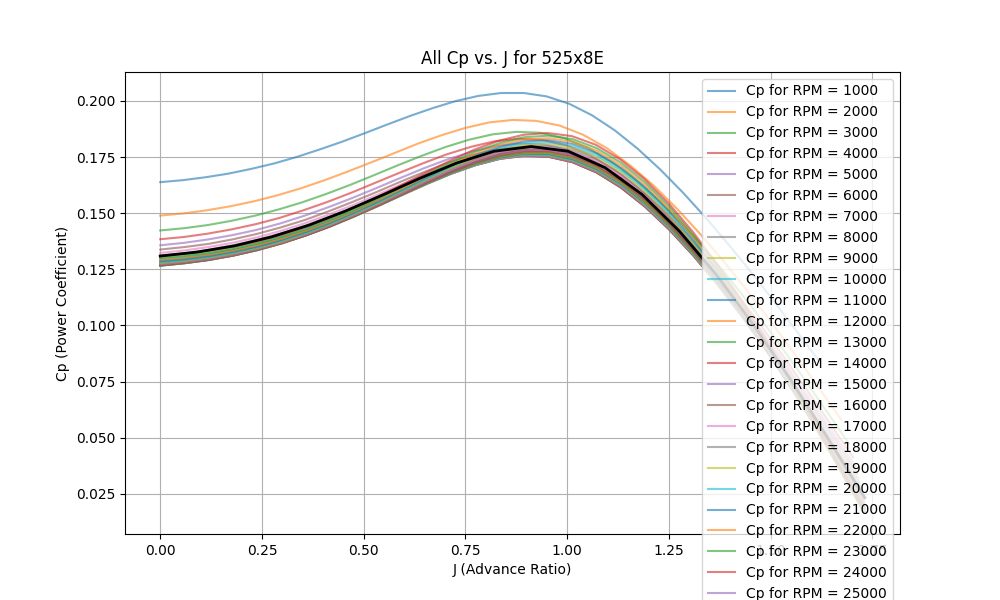 All Cp vs. J for 525x8E
Cp (Power Coefficient)
0.200
0.175
0.150
0.125
0.100
0.075
0.050
0.025
0.00 0.25 0.50 0.75 1.00 1.25 1.50 1.75
J (Advance Ratio)
Cp for RPM = 1000
Cp for RPM = 2000
Cp for RPM = 3000
Cp for RPM = 4000
Cp for RPM = 5000
Cp for RPM = 6000
Cp for RPM = 7000
Cp for RPM = 8000
Cp for RPM = 9000
Cp for RPM = 10000
Cp for RPM = 11000
Cp for RPM = 12000
Cp for RPM = 13000
Cp for RPM = 14000
Cp for RPM = 15000
Cp for RPM = 16000
Cp for RPM = 17000
Cp for RPM = 18000
Cp for RPM = 19000
Cp for RPM = 20000
Cp for RPM = 21000
Cp for RPM = 22000
Cp for RPM = 23000
Cp for RPM = 24000
Cp for RPM = 25000